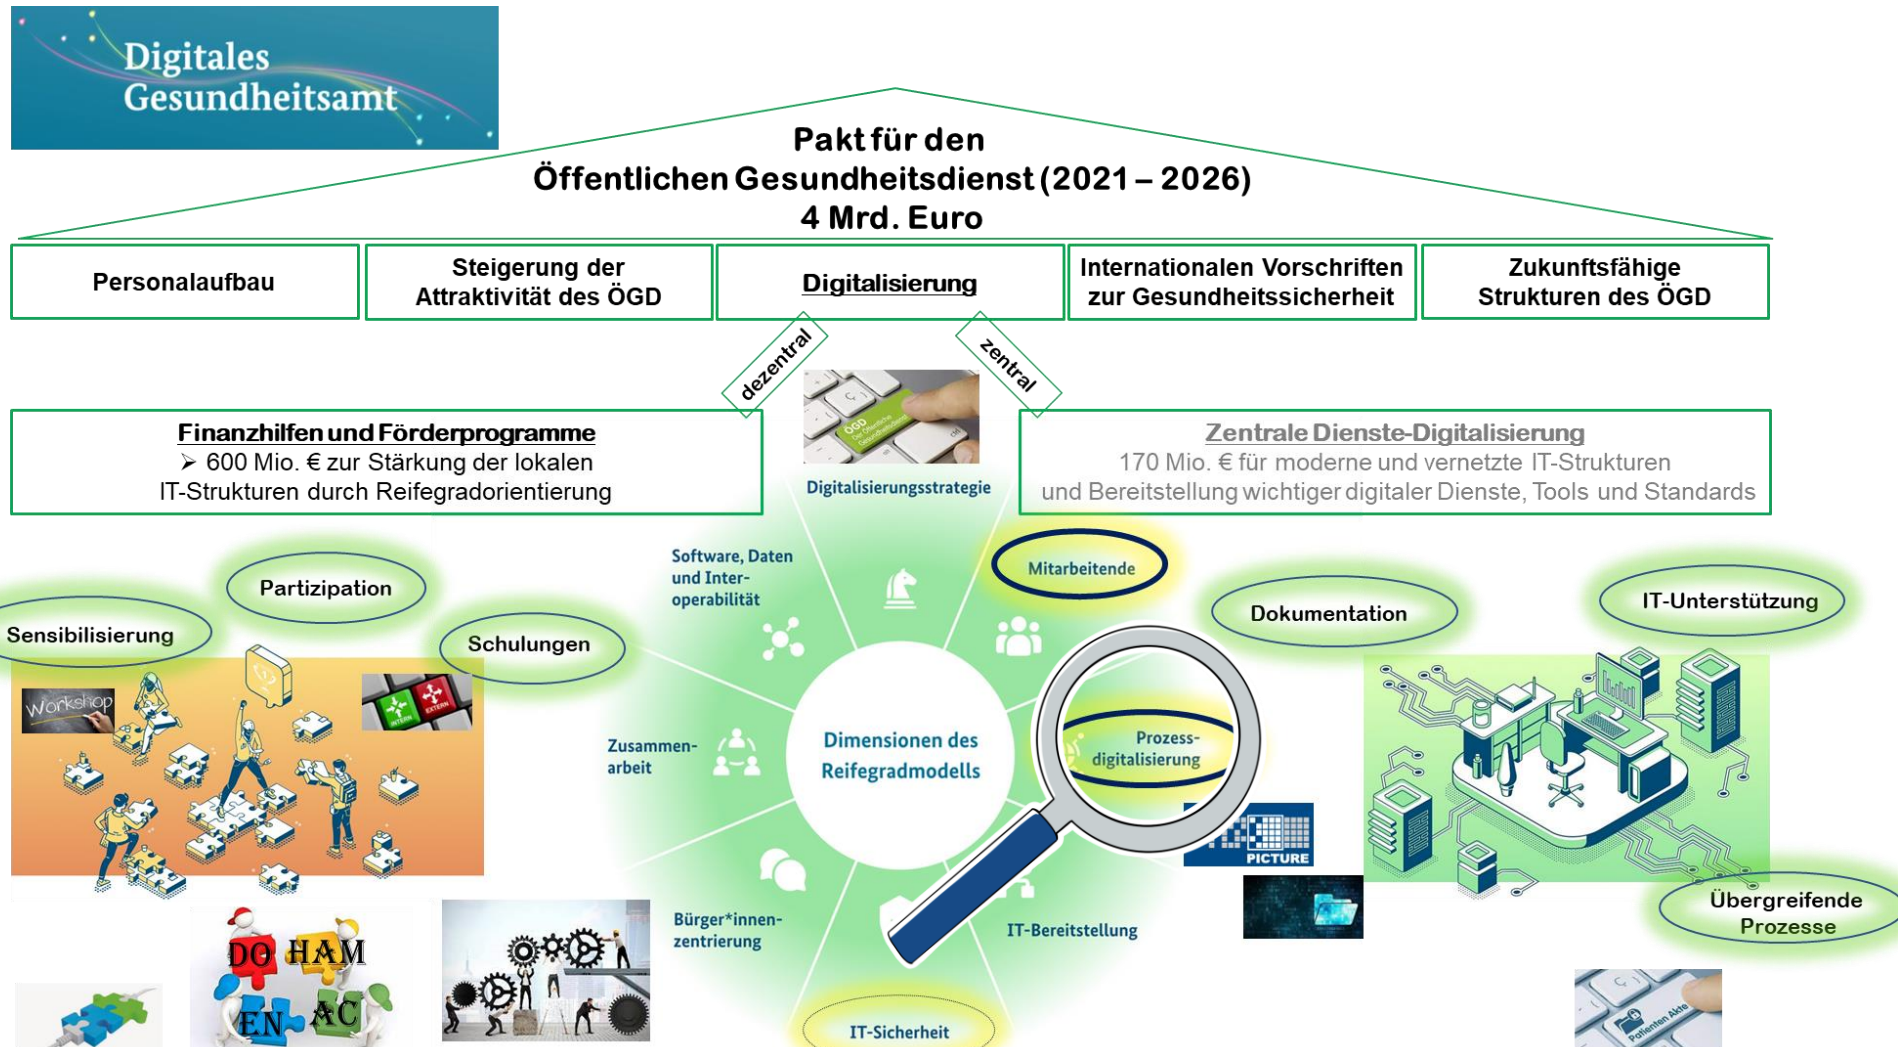 Digitales
Gesundheitsamt
Pakt für den
Öffentlichen Gesundheitsdienst (2021 – 2026)
4 Mrd. Euro
Personalaufbau
Steigerung der
Attraktivität des ÖGD
Digitalisierung
Internationalen Vorschriften
zur Gesundheitssicherheit
Zukunftsfähige
Strukturen des ÖGD
dezentral
zentral
Finanzhilfen und Förderprogramme
➢ 600 Mio. € zur Stärkung der lokalen
IT-Strukturen durch Reifegradorientierung
ÖGD
Der Öffentliche
Gesundheitsdienst
Zentrale Dienste-Digitalisierung
170 Mio. € für moderne und vernetzte IT-Strukturen
und Bereitstellung wichtiger digitaler Dienste, Tools und Standards
Digitalisierungsstrategie
Software, Daten
und Inter-
operabilität
Mitarbeitende
Partizipation
Sensibilisierung
Schulungen
Dokumentation
IT-Unterstützung
Workshop
INTERN
EXTERN
Zusammen-
arbeit
Dimensionen des
Reifegradmodells
Prozess-
digitalisierung
PICTURE
Bürger*innen-
zentrierung
IT-Bereitstellung
Übergreifende
Prozesse
DO HAM
EN AC
IT-Sicherheit
Patienten Akte